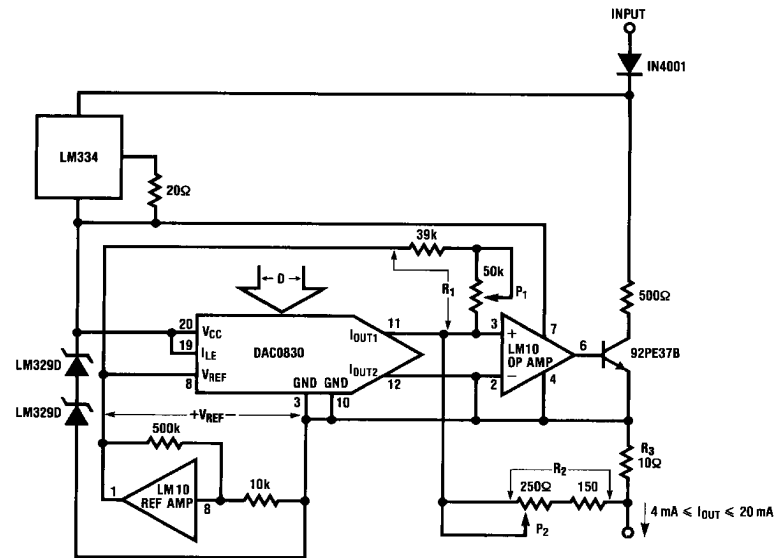 INPUT
IN4001
LM334
20Ω
39k
50k
P1
R1
500Ω
D
20
VCC
19
ILE
DAC0830
VREF
8
IOUT1
11
IOUT2
12
GND
GND
3
10
3
+
LM10
OP AMP
−
2
7
6
4
92PE37B
LM329D
LM329D
+VREF−
500k
1
LM10
REF AMP
8
10k
R3
10Ω
R2
250Ω
150
P2
4 mA ⩽ IOUT ⩽ 20 mA